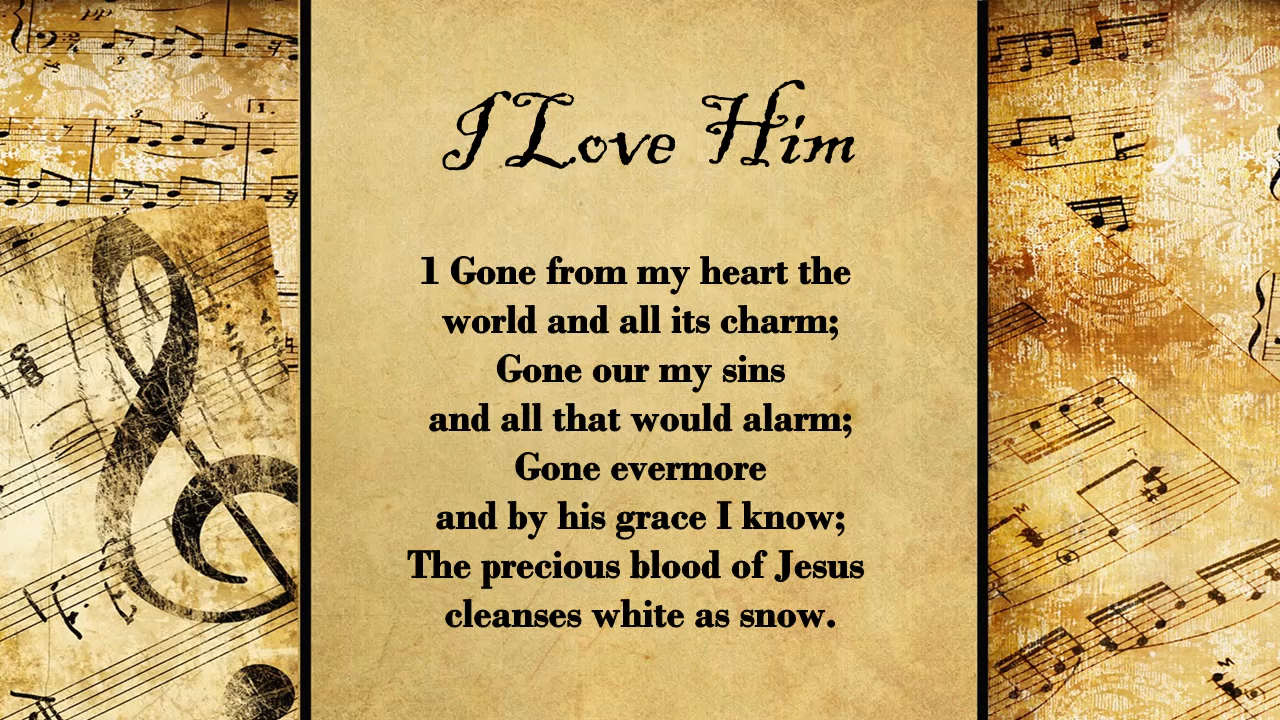 I Love Him
1 Gone from my heart the
world and all its charm;
Gone our my sins
and all that would alarm;
Gone evermore
and by his grace I know;
The precious blood of Jesus
cleanses white as snow.